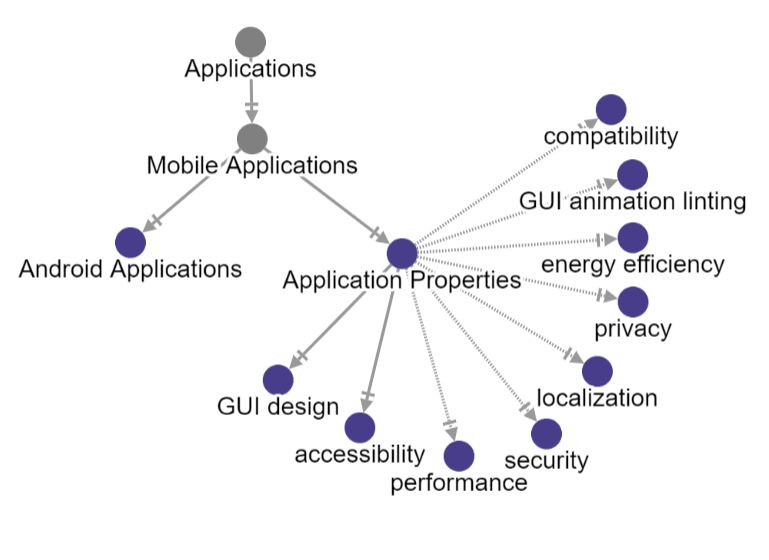 Applications
Mobile Applications
compatibility
GUI animation linting
Android Applications
energy efficiency
Application Properties
privacy
GUI design
localization
accessibility
security
performance